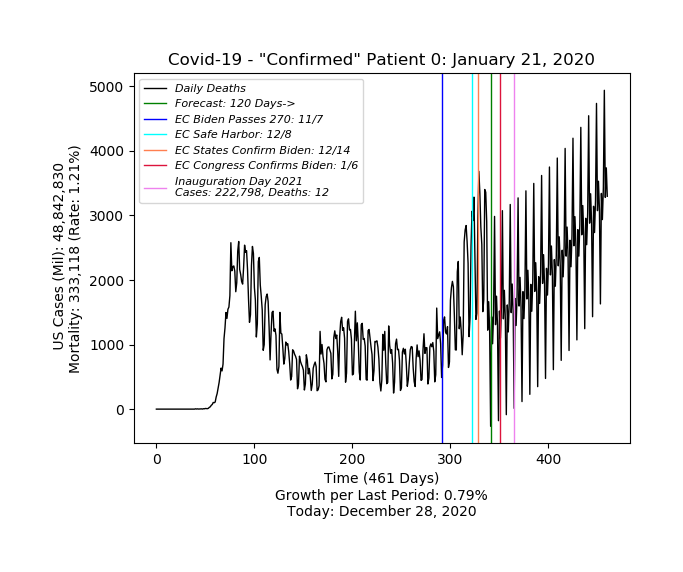 Covid-19 - "Confirmed" Patient 0: January 21, 2020
5000
4000
3000
2000
1000
0
US Cases (Mil): 48,842,830
Mortality: 333,118 (Rate: 1.21%)
Daily Deaths
Forecast: 120 Days->
EC Biden Passes 270: 11/7
EC Safe Harbor: 12/8
EC States Confirm Biden: 12/14
EC Congress Confirms Biden: 1/6
Inauguration Day 2021
Cases: 222,798, Deaths: 12
0 100 200 300 400
Time (461 Days)
Growth per Last Period: 0.79%
Today: December 28, 2020